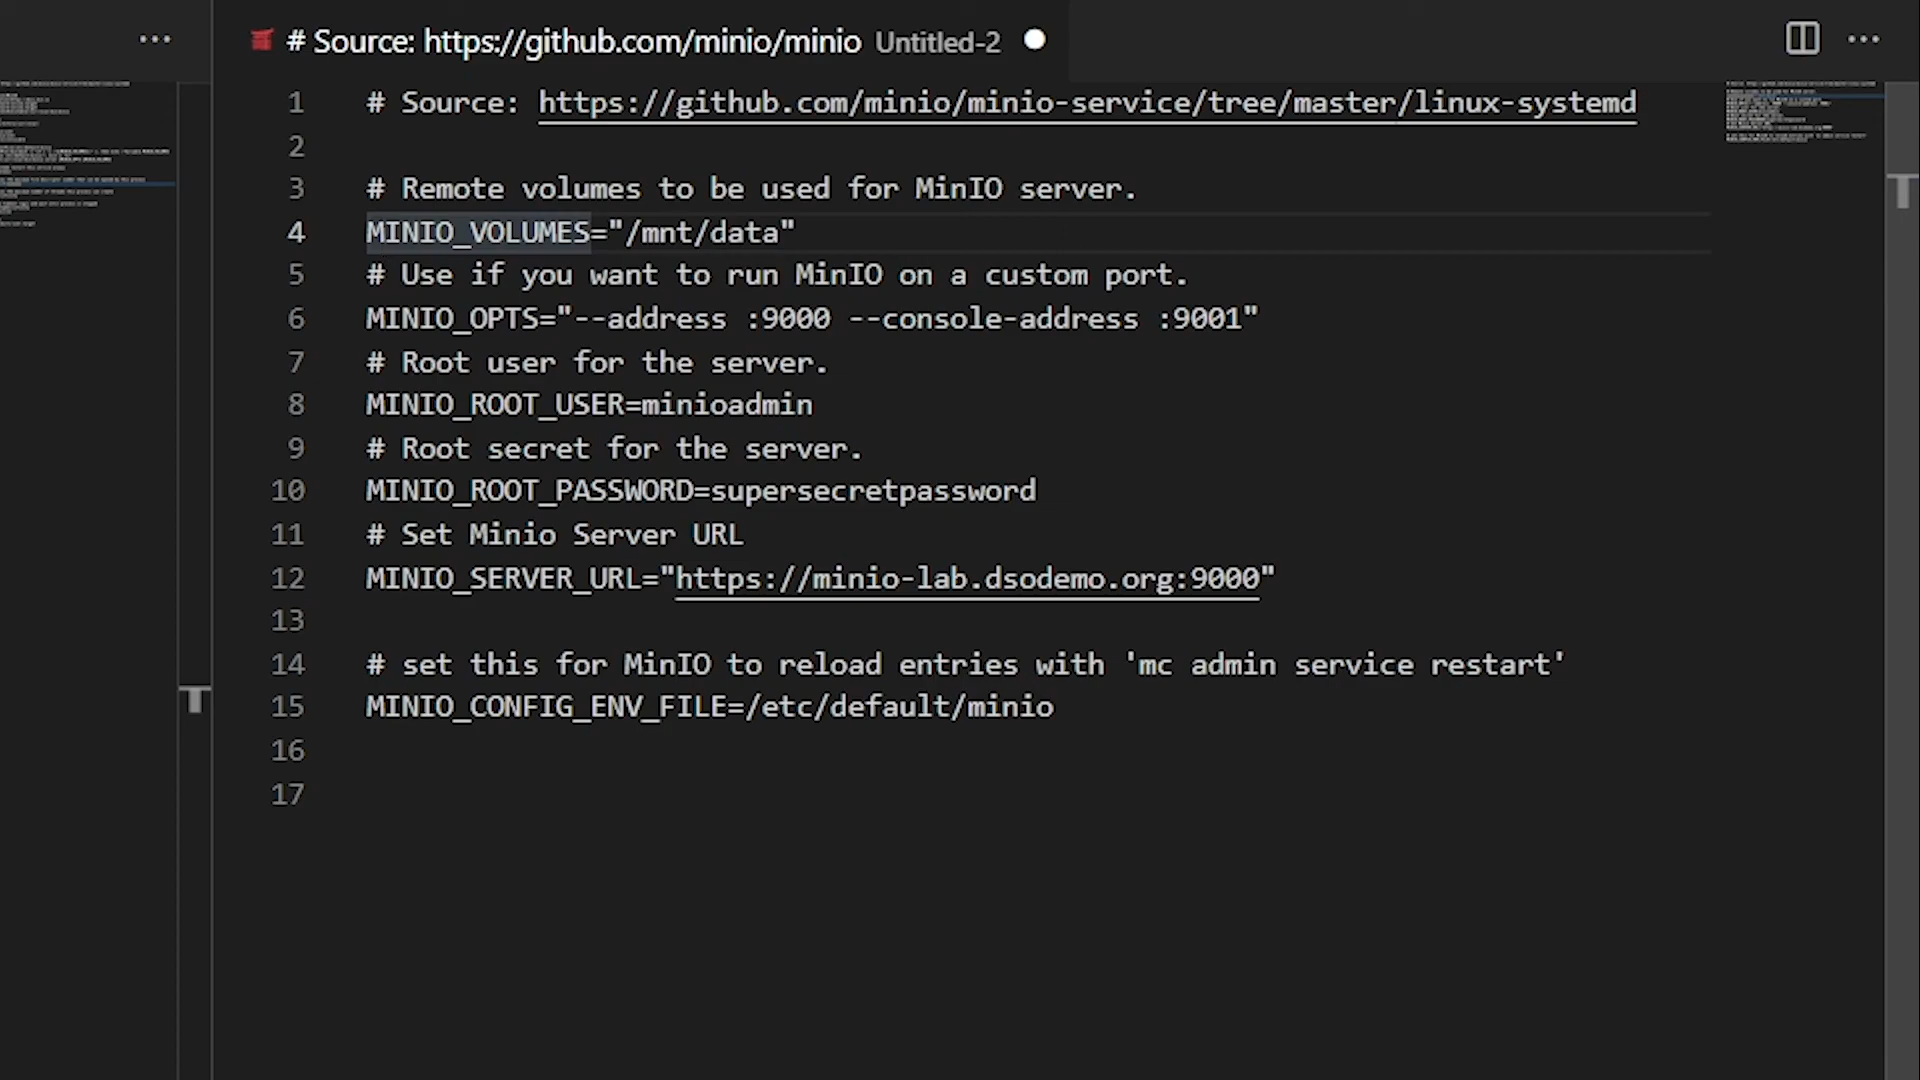 # Source: https://github.com/minio/minio Untitled-2
1 # Source: https://github.com/minio/minio-service/tree/master/linux-systemd
2
3 # Remote volumes to be used for MinIO server.
4 MINIO_VOLUMES="/mnt/data"
5 # Use if you want to run MinIO on a custom port.
6 MINIO_OPTS="--address :9000 --console-address :9001"
7 # Root user for the server.
8 MINIO_ROOT_USER=minioadmin
9 # Root secret for the server.
10 MINIO_ROOT_PASSWORD=supersecretpassword
11 # Set Minio Server URL
12 MINIO_SERVER_URL="https://minio-lab.dsodemo.org:9000"
13
14 # set this for MinIO to reload entries with 'mc admin service restart'
15 MINIO_CONFIG_ENV_FILE=/etc/default/minio
16
17